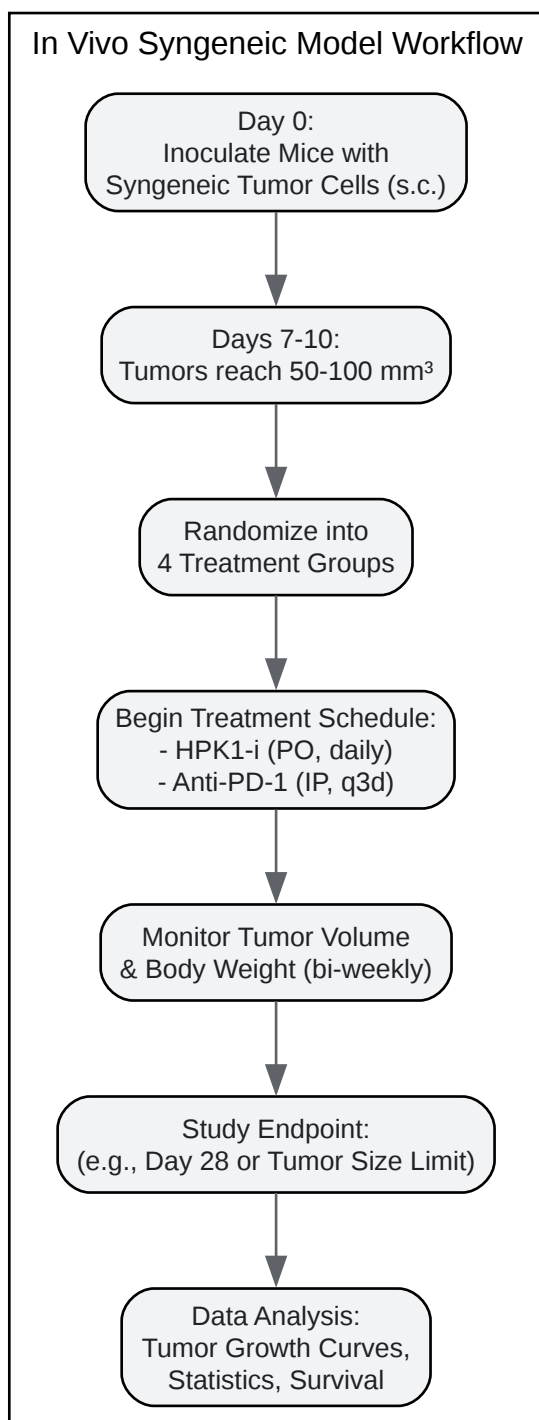 In Vivo Syngeneic Model Workflow
Day 0:
Inoculate Mice with
Syngeneic Tumor Cells (s.c.)
Days 7-10:
Tumors reach 50-100 mm³
Randomize into
4 Treatment Groups
Begin Treatment Schedule:
- HPK1-i (PO, daily)
- Anti-PD-1 (IP, q3d)
Monitor Tumor Volume
& Body Weight (bi-weekly)
Study Endpoint:
(e.g., Day 28 or Tumor Size Limit)
Data Analysis:
Tumor Growth Curves,
Statistics, Survival